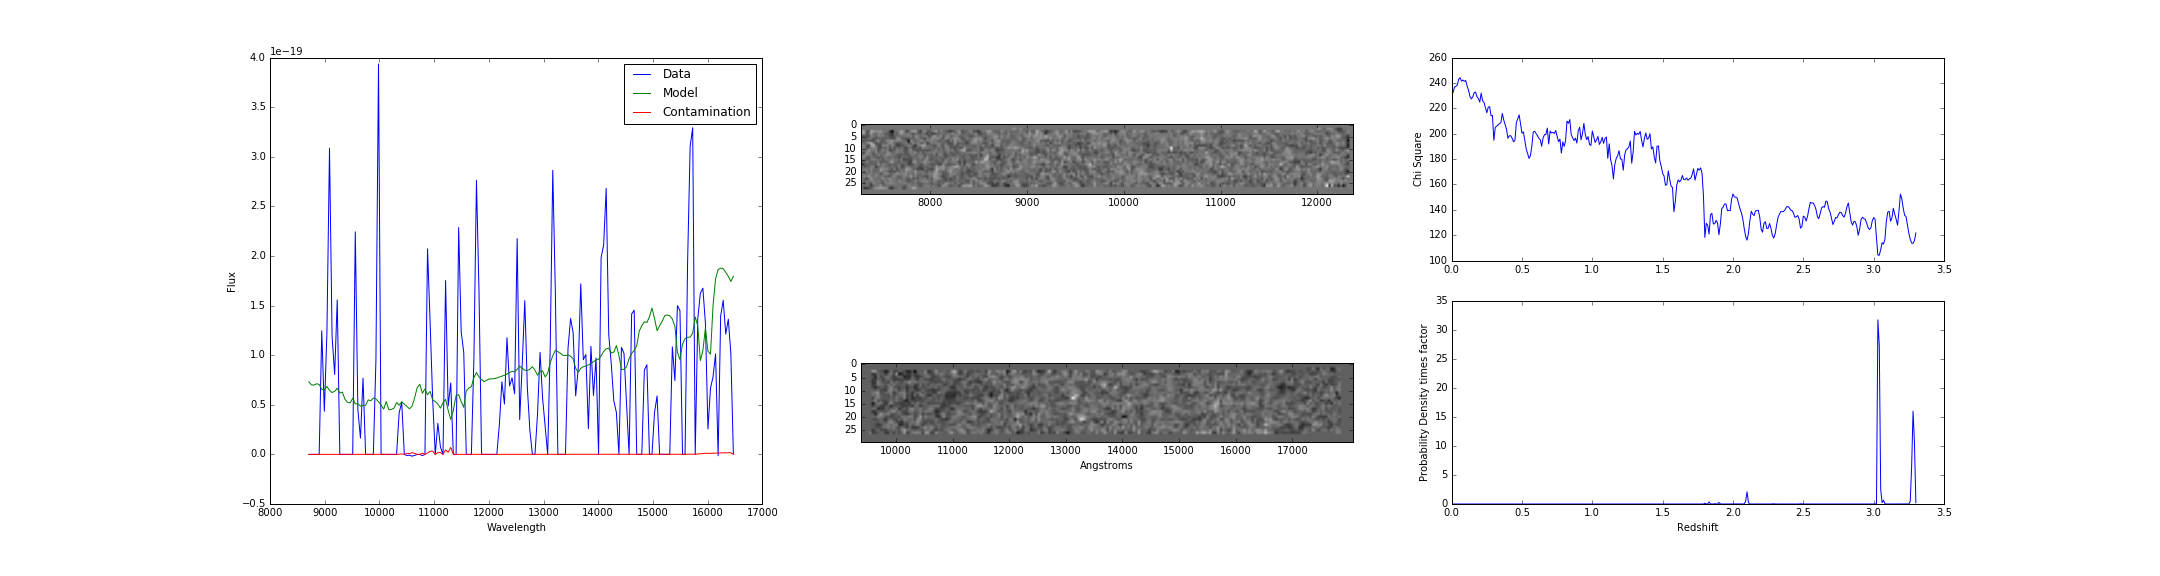 1e−19
4.0
3.5
3.0
2.5
2.0
1.5
1.0
0.5
0.0
−0.5
8000 9000 10000 11000 12000 13000 14000 15000 16000 17000
Wavelength
Flux
Data
Model
Contamination
0
5
10
15
20
25
8000 9000 10000 11000 12000
0
5
10
15
20
25
10000 11000 12000 13000 14000 15000 16000 17000
Angstroms
260
240
220
200
180
160
140
120
100
0.0 0.5 1.0 1.5 2.0 2.5 3.0 3.5
Chi Square
35
30
25
20
15
10
5
0
0.0 0.5 1.0 1.5 2.0 2.5 3.0 3.5
Redshift
Probability Density times factor